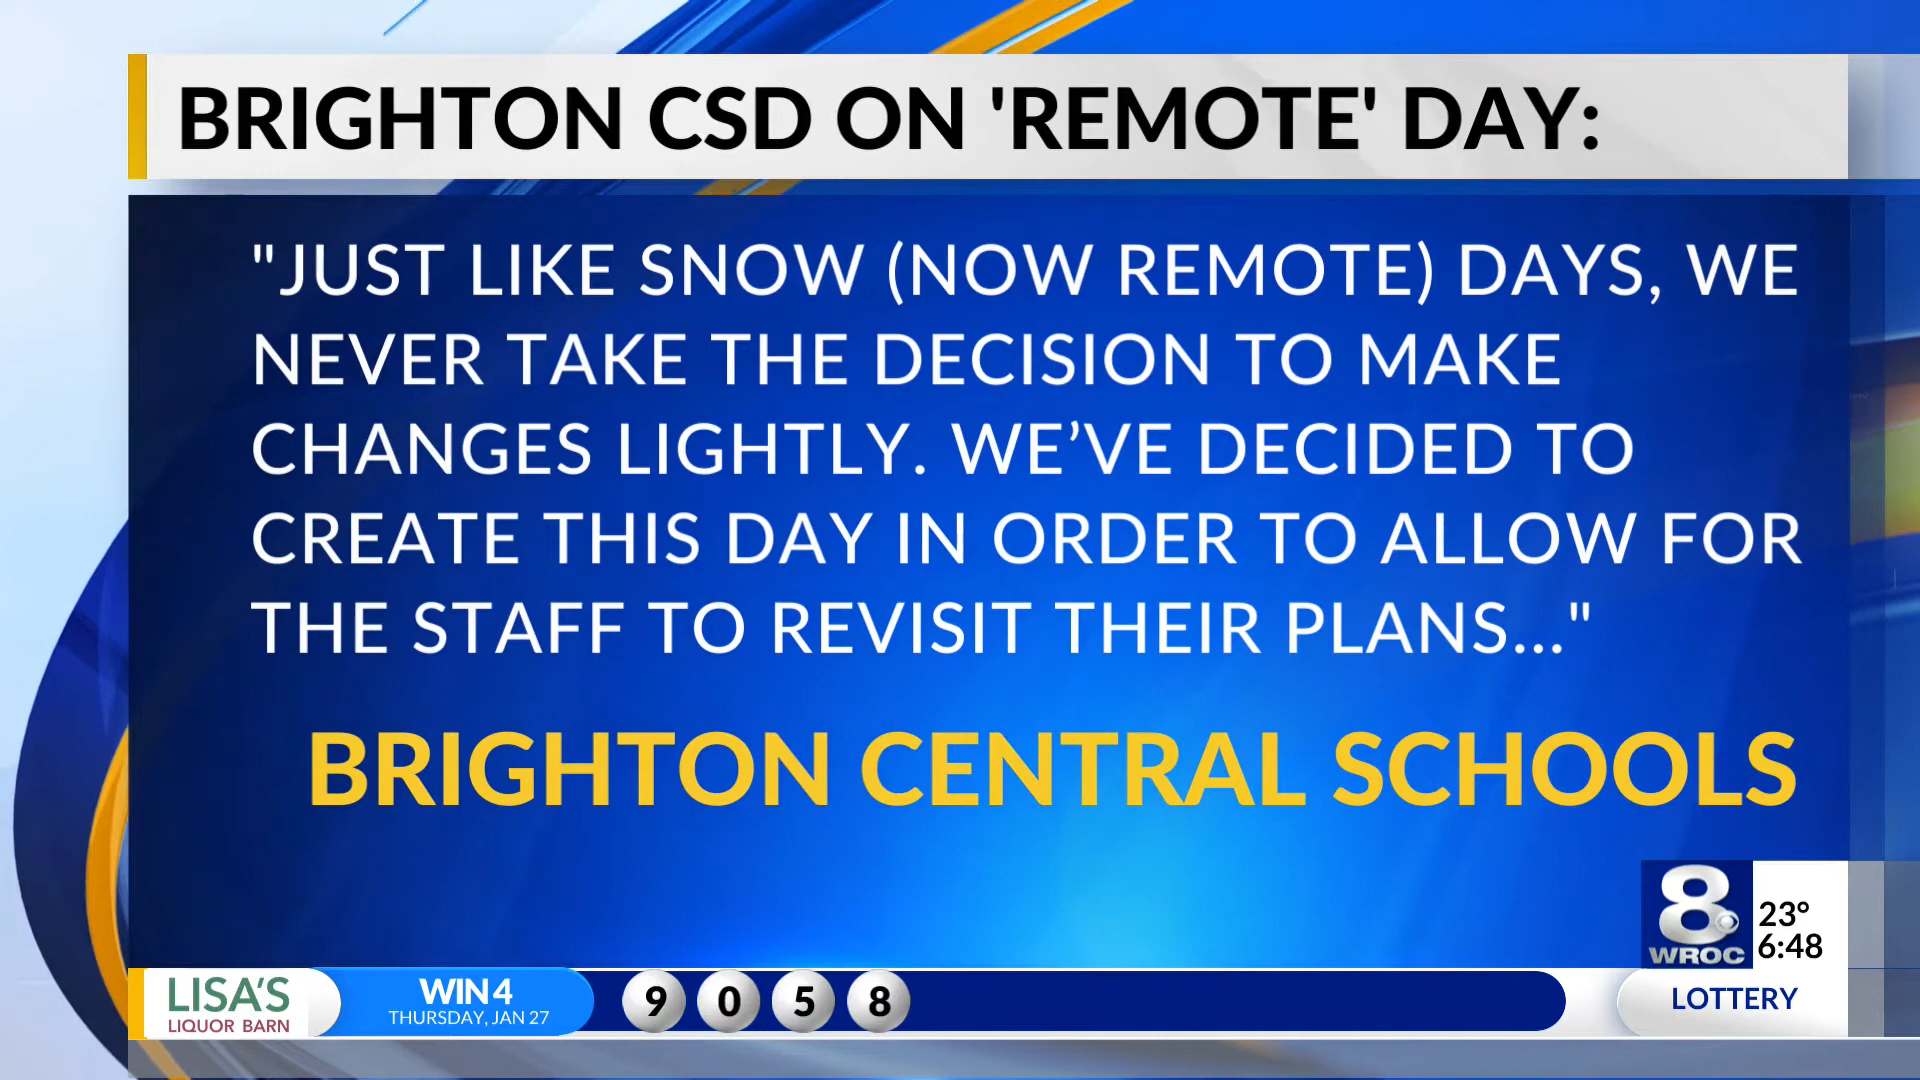 BRIGHTON CSD ON 'REMOTE' DAY:
"JUST LIKE SNOW (NOW REMOTE) DAYS, WE
NEVER TAKE THE DECISION TO MAKE
CHANGES LIGHTLY. WE’VE DECIDED TO
CREATE THIS DAY IN ORDER TO ALLOW FOR
THE STAFF TO REVISIT THEIR PLANS..."
BRIGHTON CENTRAL SCHOOLS
8
WROC
23°
6:48
LISA'S
LIQUOR BARN
WIN 4
THURSDAY, JAN 27
9 0 5 8
LOTTERY